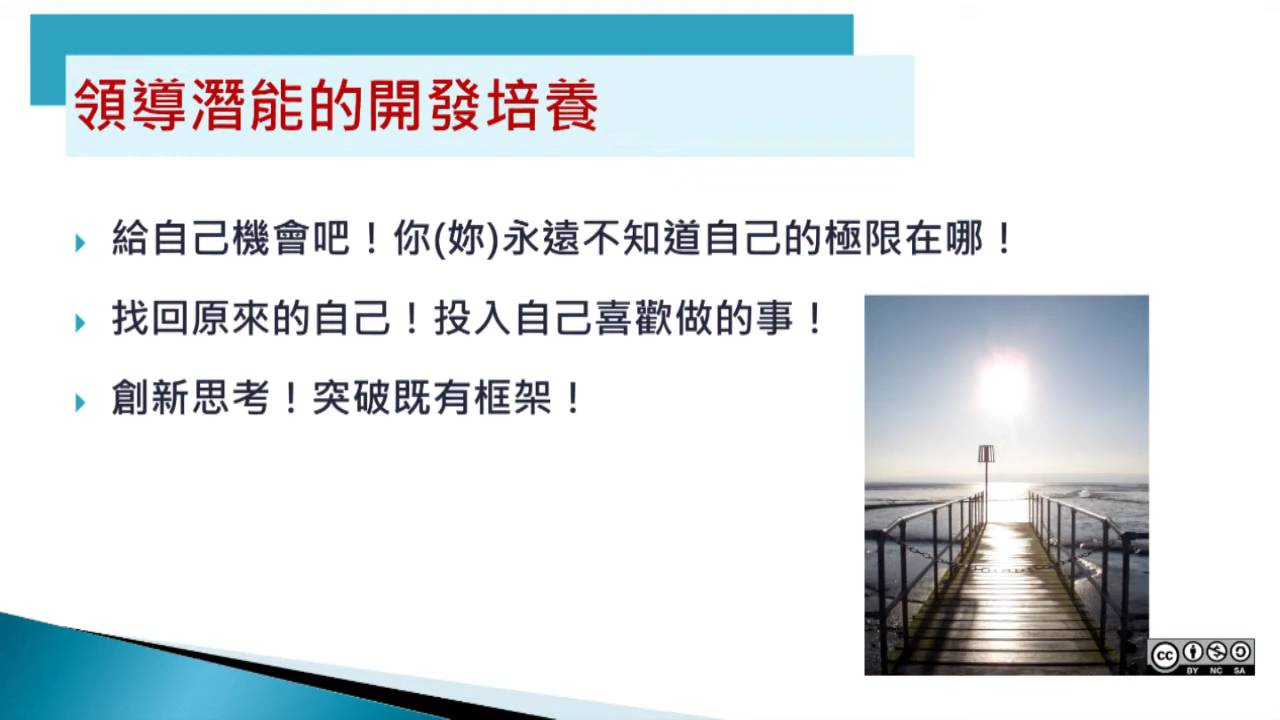 領導潛能的開發培養
給自己機會吧！你(妳)永遠不知道自己的極限在哪！
找回原來的自己！投入自己喜歡做的事！
創新思考！突破既有框架！
cc
BY NC SA